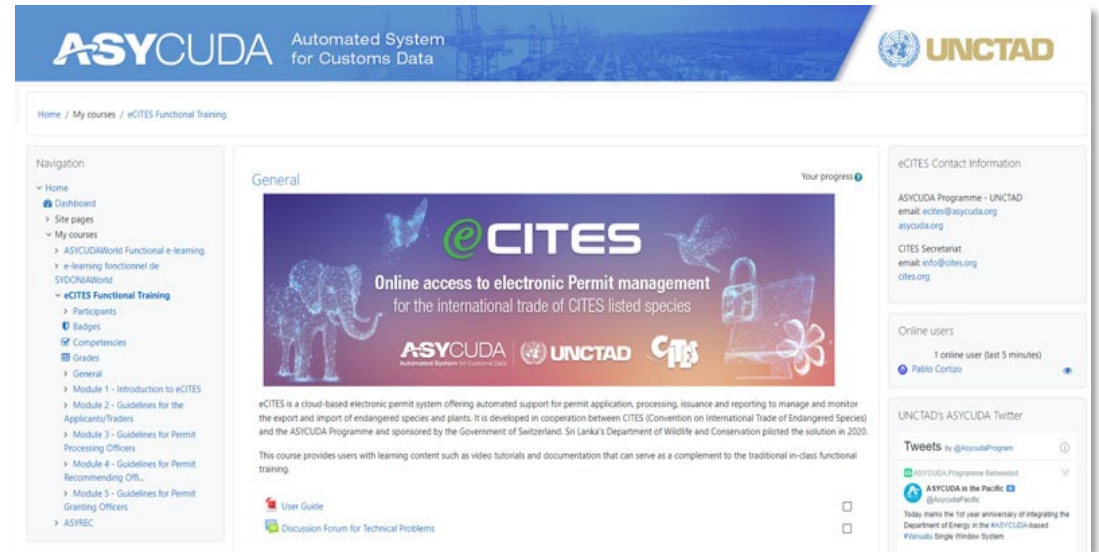 ASYCUDA Automated System
for Customs Data
UNCTAD
Home / My courses / eCITES Functional Training
Navigation
Home
Dashboard
Site pages
My courses
ASYCUDAWorld Functional e-learning
e-learning fonctionnel de
SYDONIAWorld
eCITES Functional Training
Participants
Badges
Competencies
Grades
General
Module 1 - Introduction to eCITES
Module 2 - Guidelines for the
Applicants/Traders
Module 3 - Guidelines for Permit
Processing Officers
Module 4 - Guidelines for Permit
Recommending Offi...
Module 5 - Guidelines for Permit
Granting Officers
ASYREC
General
Your progress
eCITES
Online access to electronic Permit management
for the international trade of CITES listed species
ASYCUDA
Automated System for Customs Data
UNCTAD
CITES
eCITES is a cloud-based electronic permit system offering automated support for permit application, processing, issuance and reporting to manage and monitor
the export and import of endangered species and plants. It is developed in cooperation between CITES (Convention on International Trade of Endangered Species)
and the ASYCUDA Programme and sponsored by the Government of Switzerland. Sri Lanka's Department of Wildlife and Conservation piloted the solution in 2020.
This course provides users with learning content such as video tutorials and documentation that can serve as a complement to the traditional in-class functional
training.
User Guide
Discussion Forum for Technical Problems
eCITES Contact Information
ASYCUDA Programme - UNCTAD
email: ecites@asycuda.org
asycuda.org
CITES Secretariat
email: info@cites.org
cites.org
Online users
1 online user (last 5 minutes)
Pablo Cortizo
UNCTAD's ASYCUDA Twitter
Tweets by @AsycudaProgram
ASYCUDA Programme Retweeted
ASYCUDA in the Pacific
@AsycudaPacific
Today marks the 1st year anniversary of integrating the
Department of Energy in the #ASYCUDA-based
#Vanuatu Single Window System.